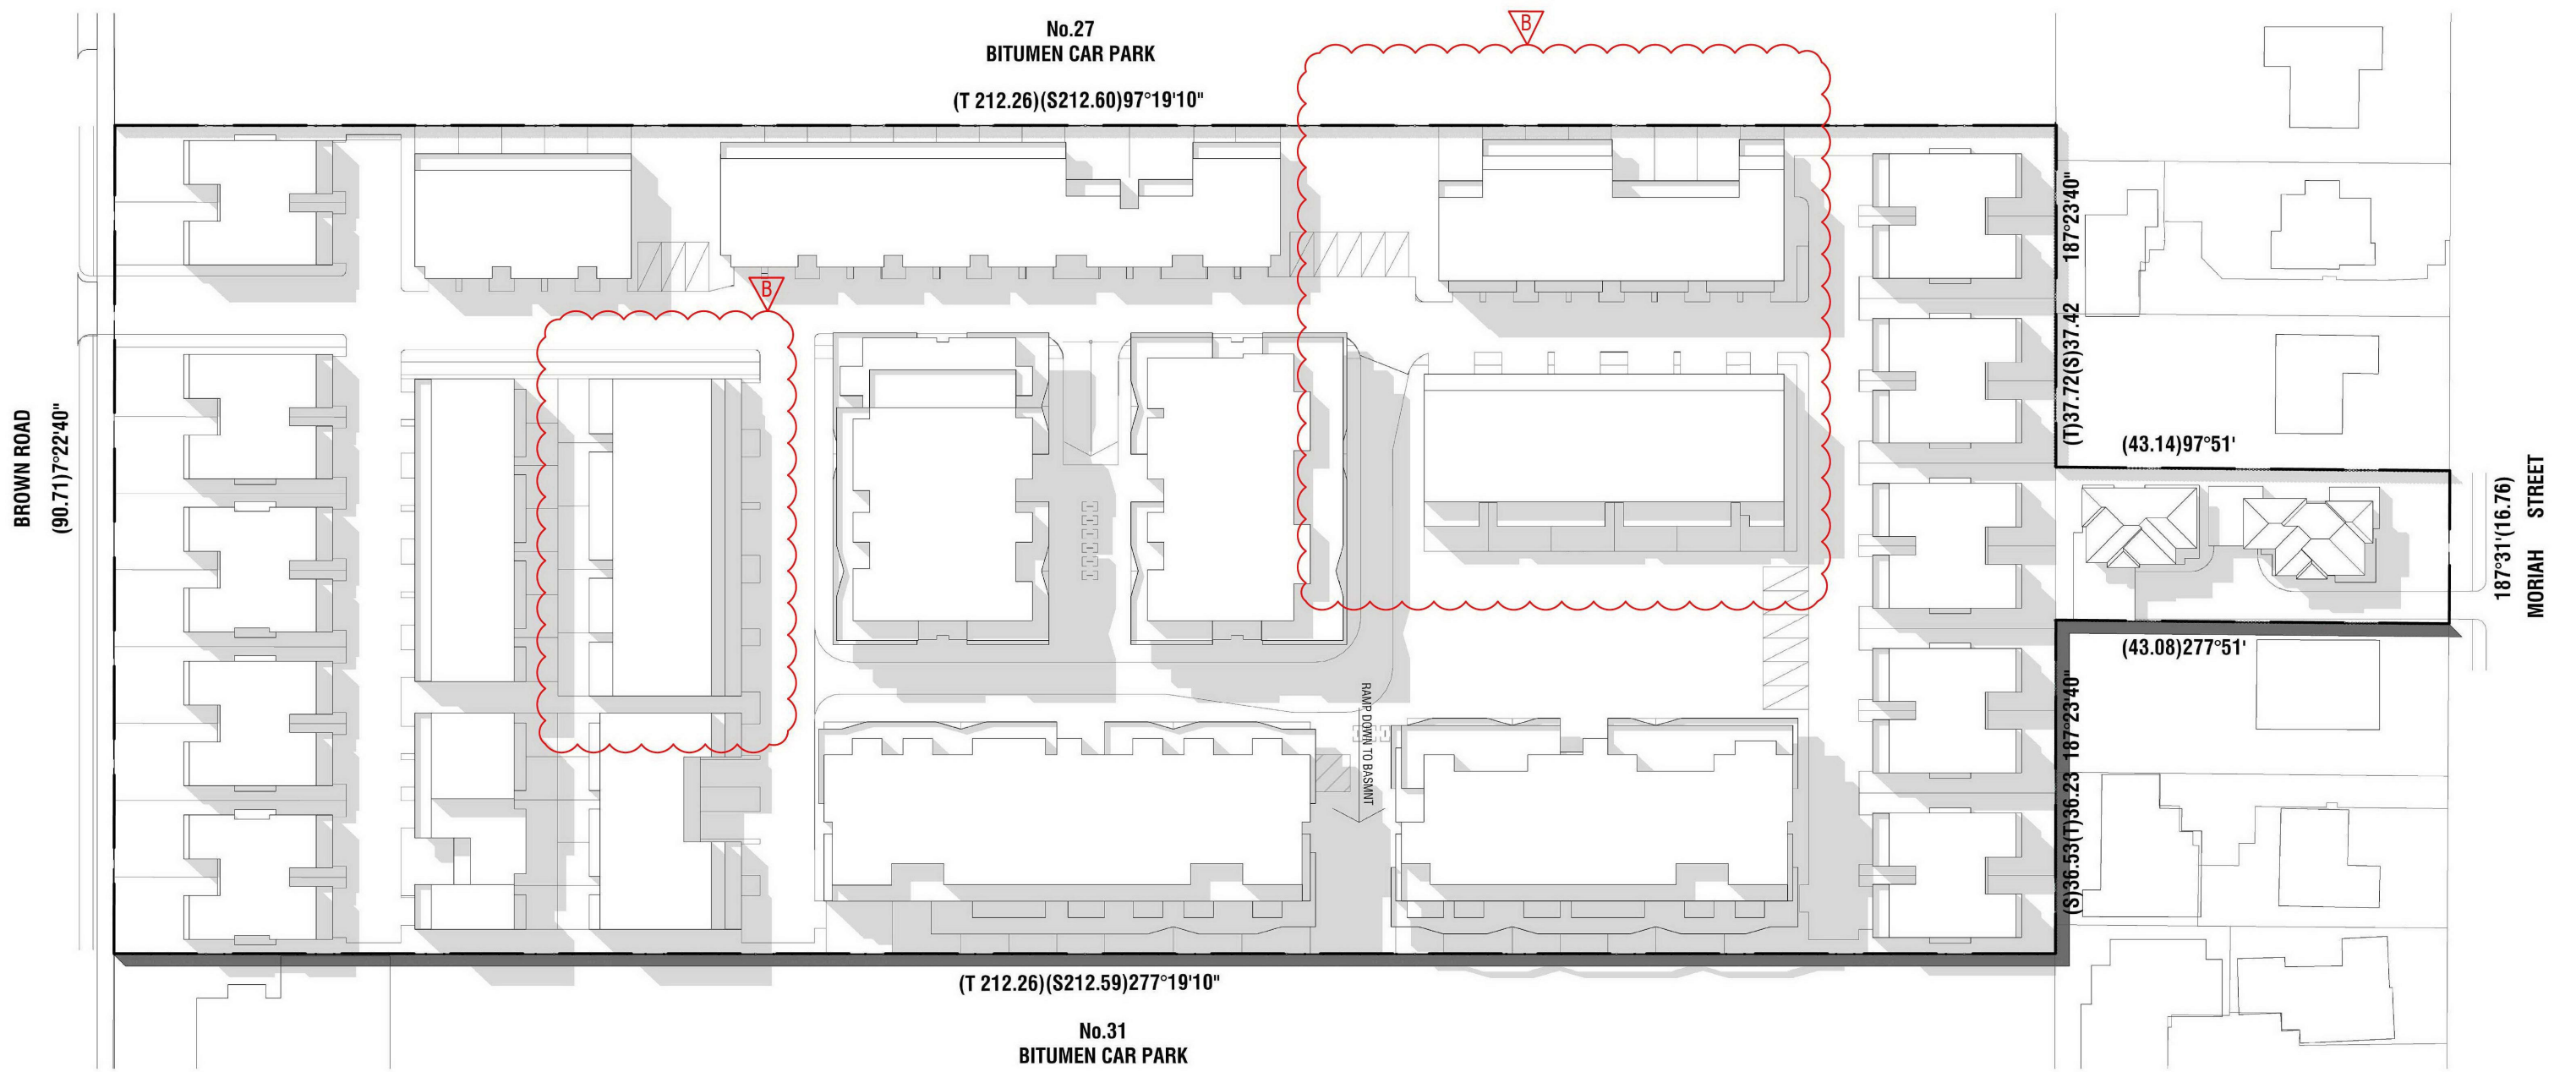 No.27
BITUMEN CAR PARK
(T 212.26)(S212.60)97°19'10"
B
B
BROWN ROAD
(90.71)7°22'40"
187°23'40"
(T)37.72(S)37.42
(43.14)97°51'
187°31'(16.76)
MORIAH STREET
(43.08)277°51'
(S)36.53(T)36.23 187°23'40"
RAMP DOWN TO BASMNT
(T 212.26)(S212.59)277°19'10"
No.31
BITUMEN CAR PARK